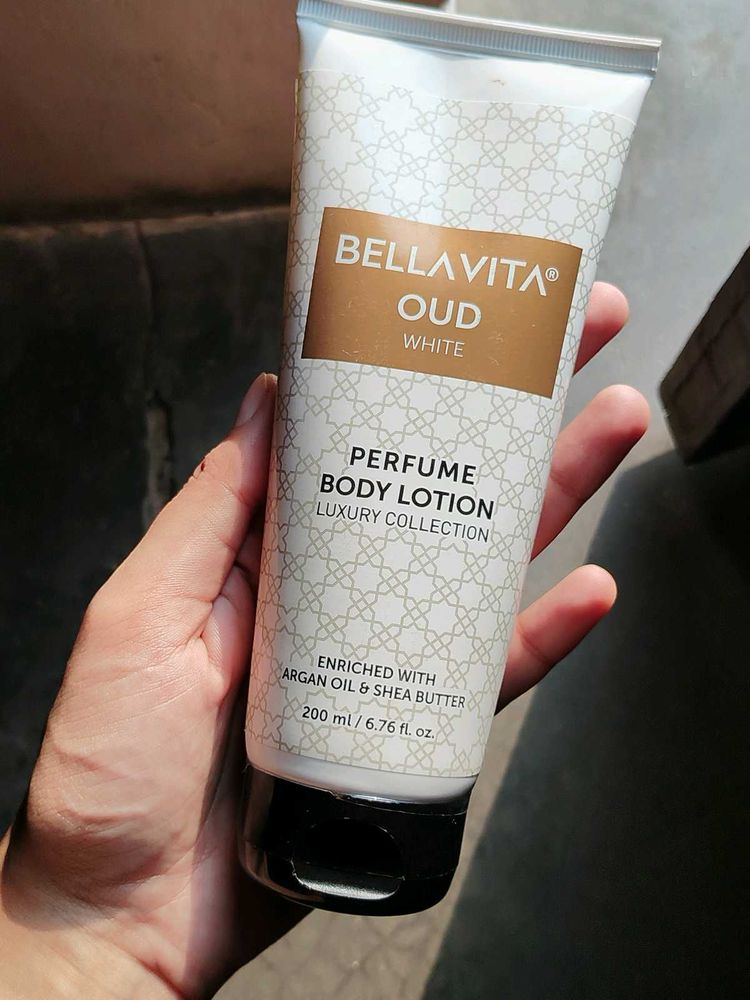 BELLAVITA®
OUD
WHITE
PERFUME
BODY LOTION
LUXURY COLLECTION
ENRICHED WITH
ARGAN OIL & SHEA BUTTER
200 ml / 6.76 fl. oz.